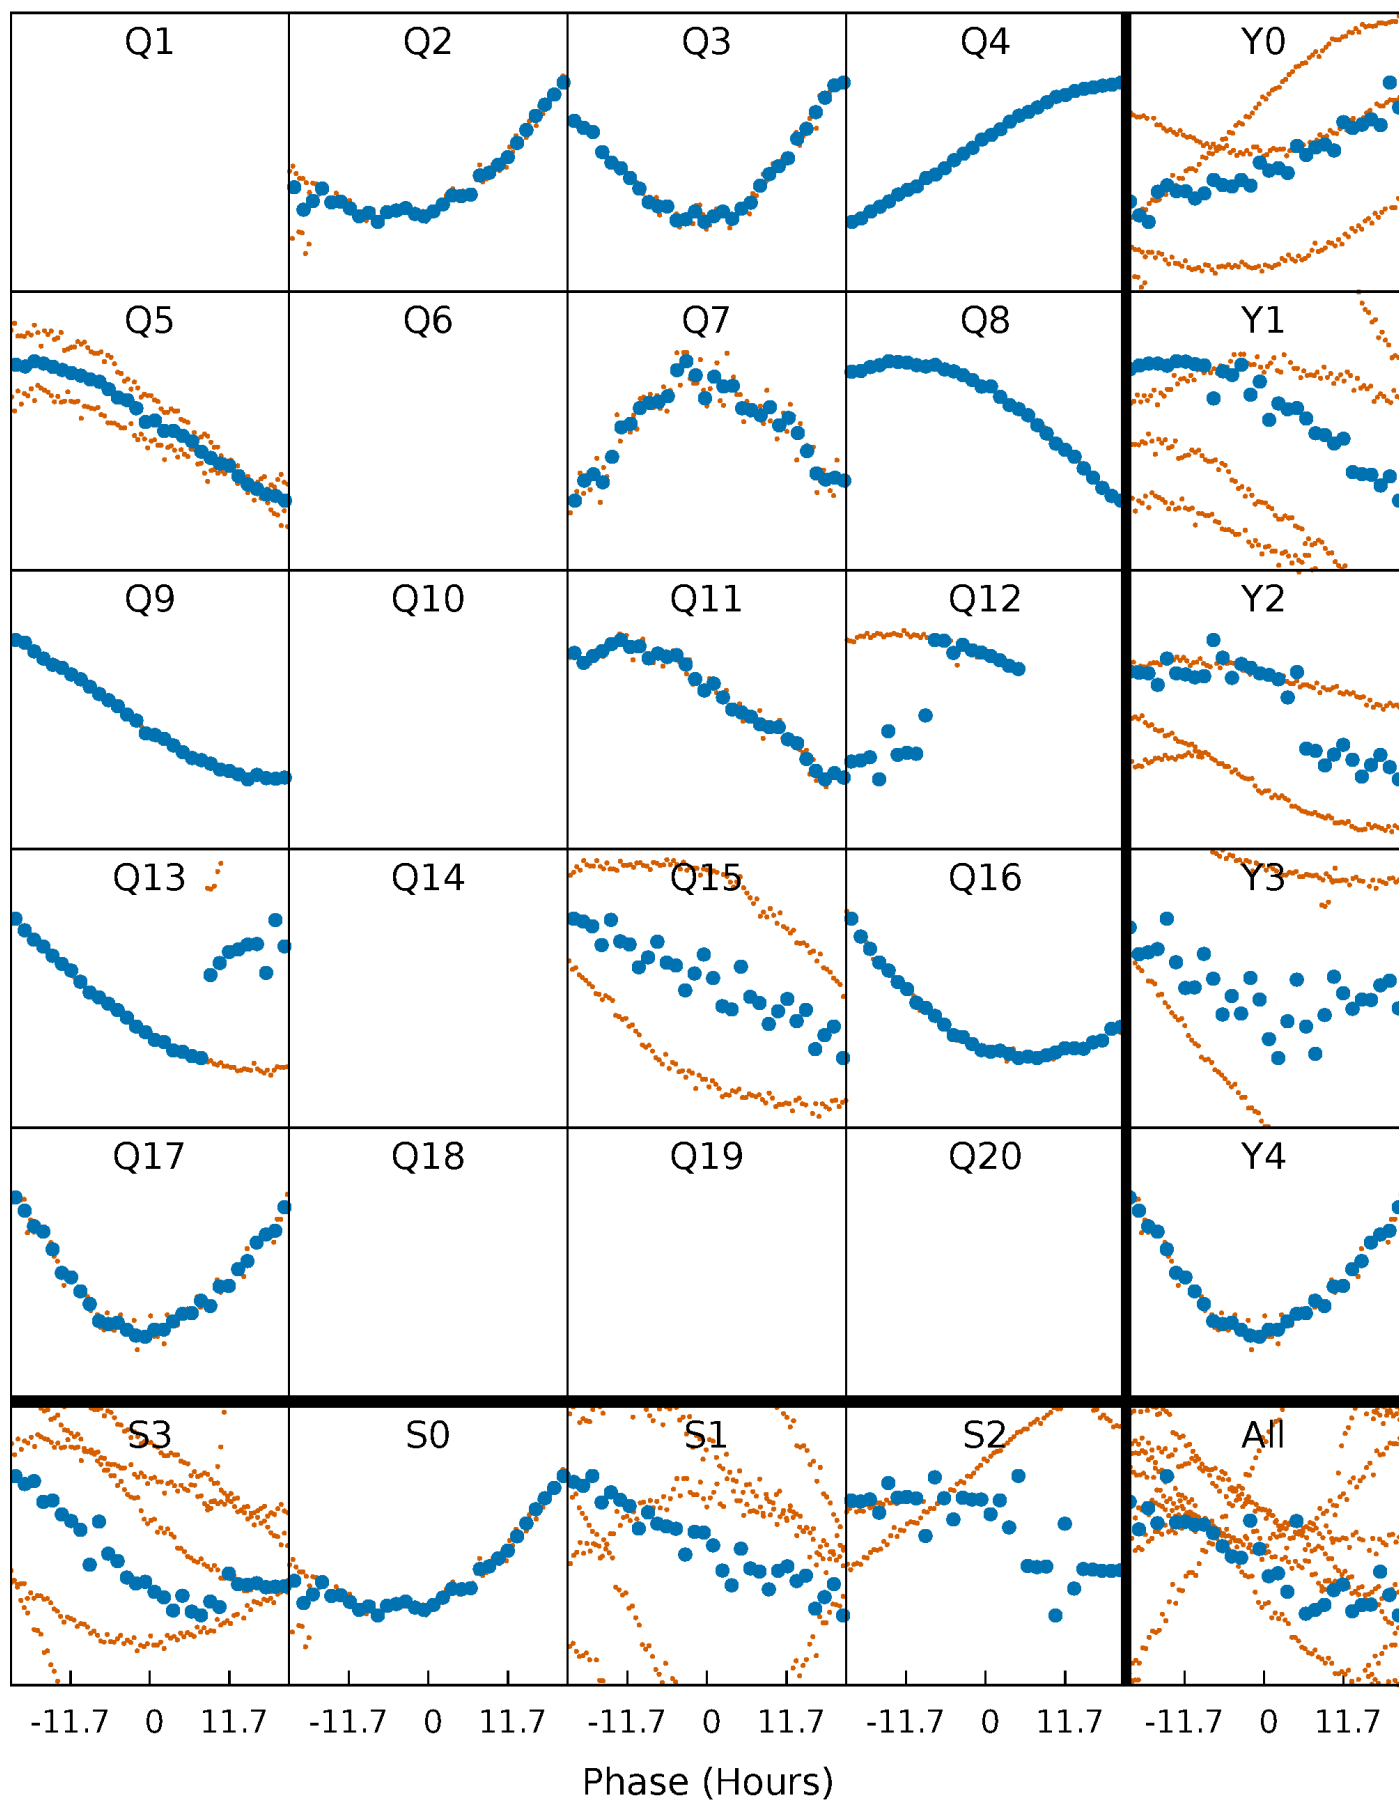 Q1 Q2 Q3 Q4 Y0
Q5 Q6 Q7 Q8 Y1
Q9 Q10 Q11 Q12 Y2
Q13 Q14 Q15 Q16 Y3
Q17 Q18 Q19 Q20 Y4
S3 S0 S1 S2 All
-11.7 0 11.7 -11.7 0 11.7 -11.7 0 11.7 -11.7 0 11.7 -11.7 0 11.7
Phase (Hours)